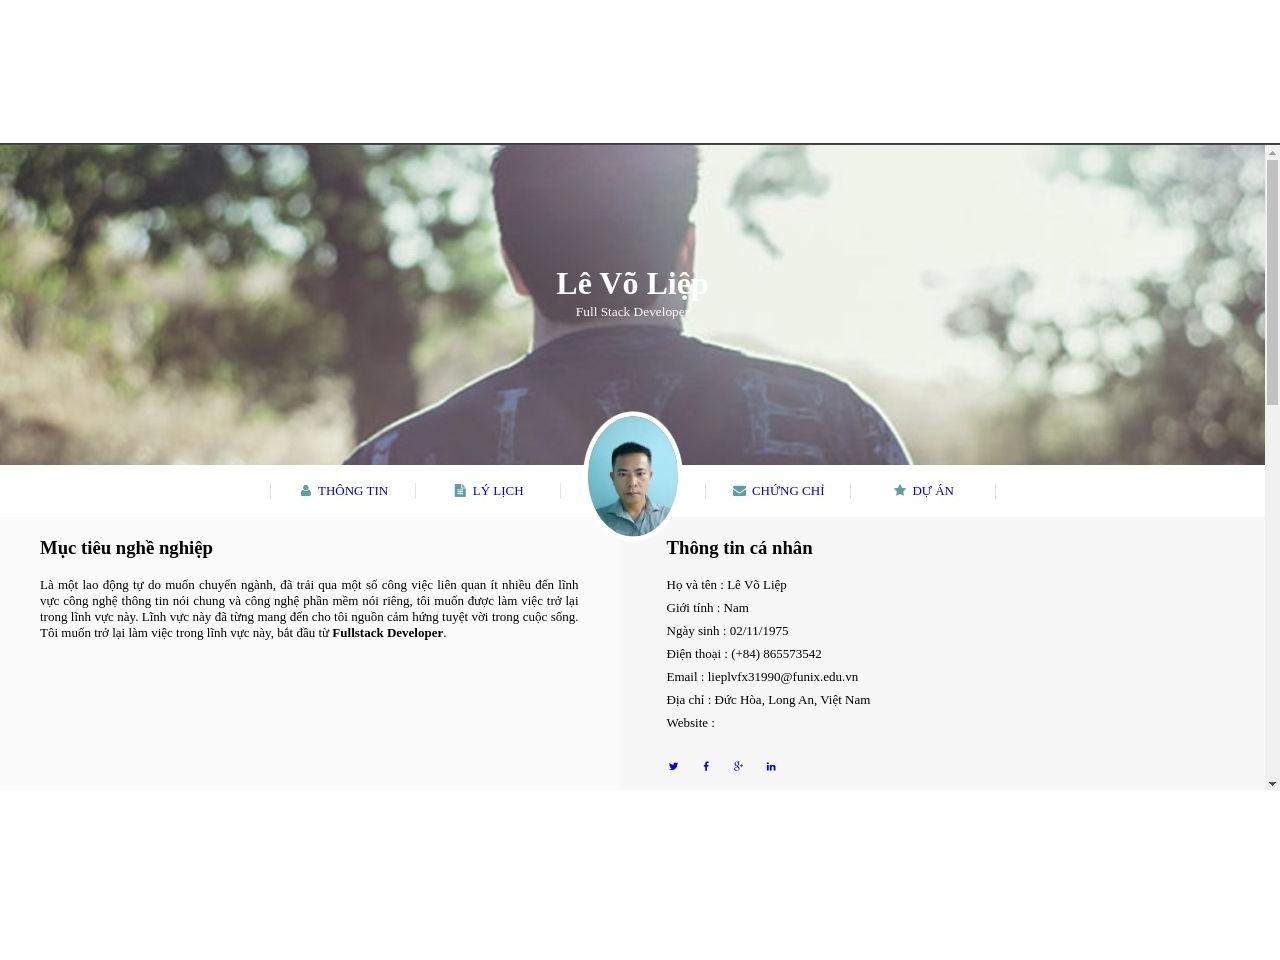 Lê Võ Liệp
Full Stack Developer
THÔNG TIN
LÝ LỊCH
CHỨNG CHỈ
DỰ ÁN
Mục tiêu nghề nghiệp
Là một lao động tự do muốn chuyển ngành, đã trải qua một số công việc liên quan ít nhiều đến lĩnh
vực công nghệ thông tin nói chung và công nghệ phần mềm nói riêng, tôi muốn được làm việc trở lại
trong lĩnh vực này. Lĩnh vực này đã từng mang đến cho tôi nguồn cảm hứng tuyệt vời trong cuộc sống.
Tôi muốn trở lại làm việc trong lĩnh vực này, bắt đầu từ Fullstack Developer.
Thông tin cá nhân
Họ và tên : Lê Võ Liệp
Giới tính : Nam
Ngày sinh : 02/11/1975
Điện thoại : (+84) 865573542
Email : lieplvfx31990@funix.edu.vn
Địa chỉ : Đức Hòa, Long An, Việt Nam
Website :